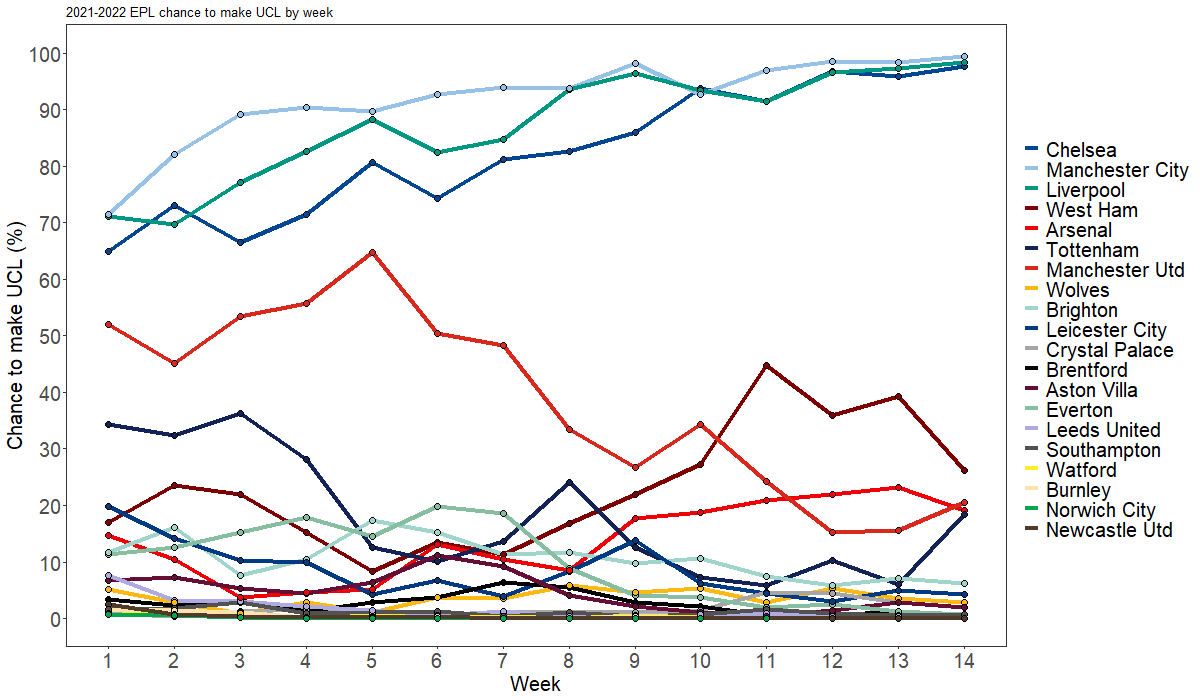 2021-2022 EPL chance to make UCL by week
100
90
80
70
60
50
40
30
20
10
0
Chance to make UCL (%)
1 2 3 4 5 6 7 8 9 10 11 12 13 14
Week
Chelsea
Manchester City
Liverpool
West Ham
Arsenal
Tottenham
Manchester Utd
Wolves
Brighton
Leicester City
Crystal Palace
Brentford
Aston Villa
Everton
Leeds United
Southampton
Watford
Burnley
Norwich City
Newcastle Utd